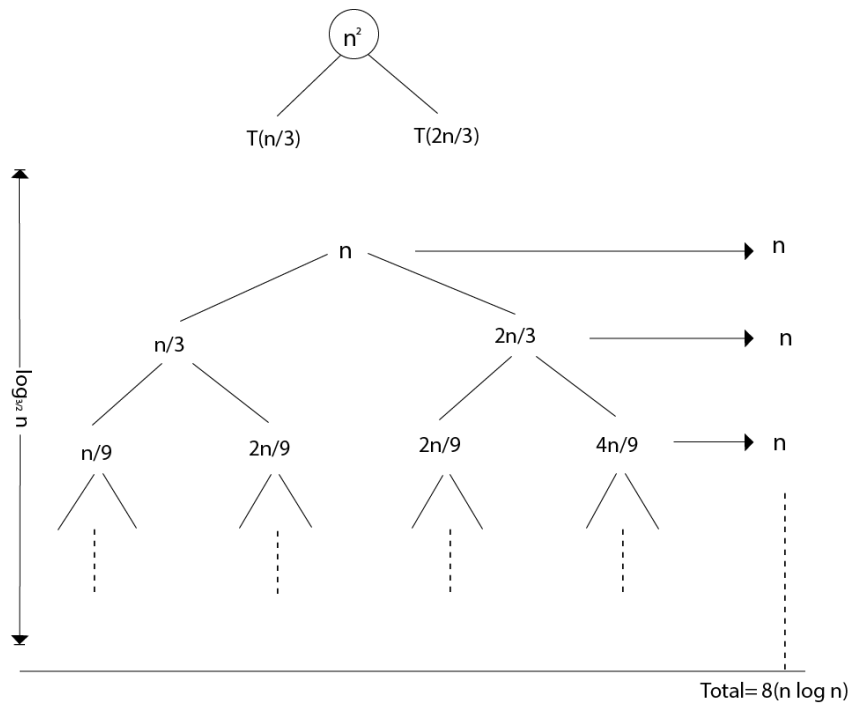 n²
T(n/3) T(2n/3)
n n
n/3 2n/3 n
n/9 2n/9 2n/9 4n/9 n
log₃/₂ n
Total= 8(n log n)